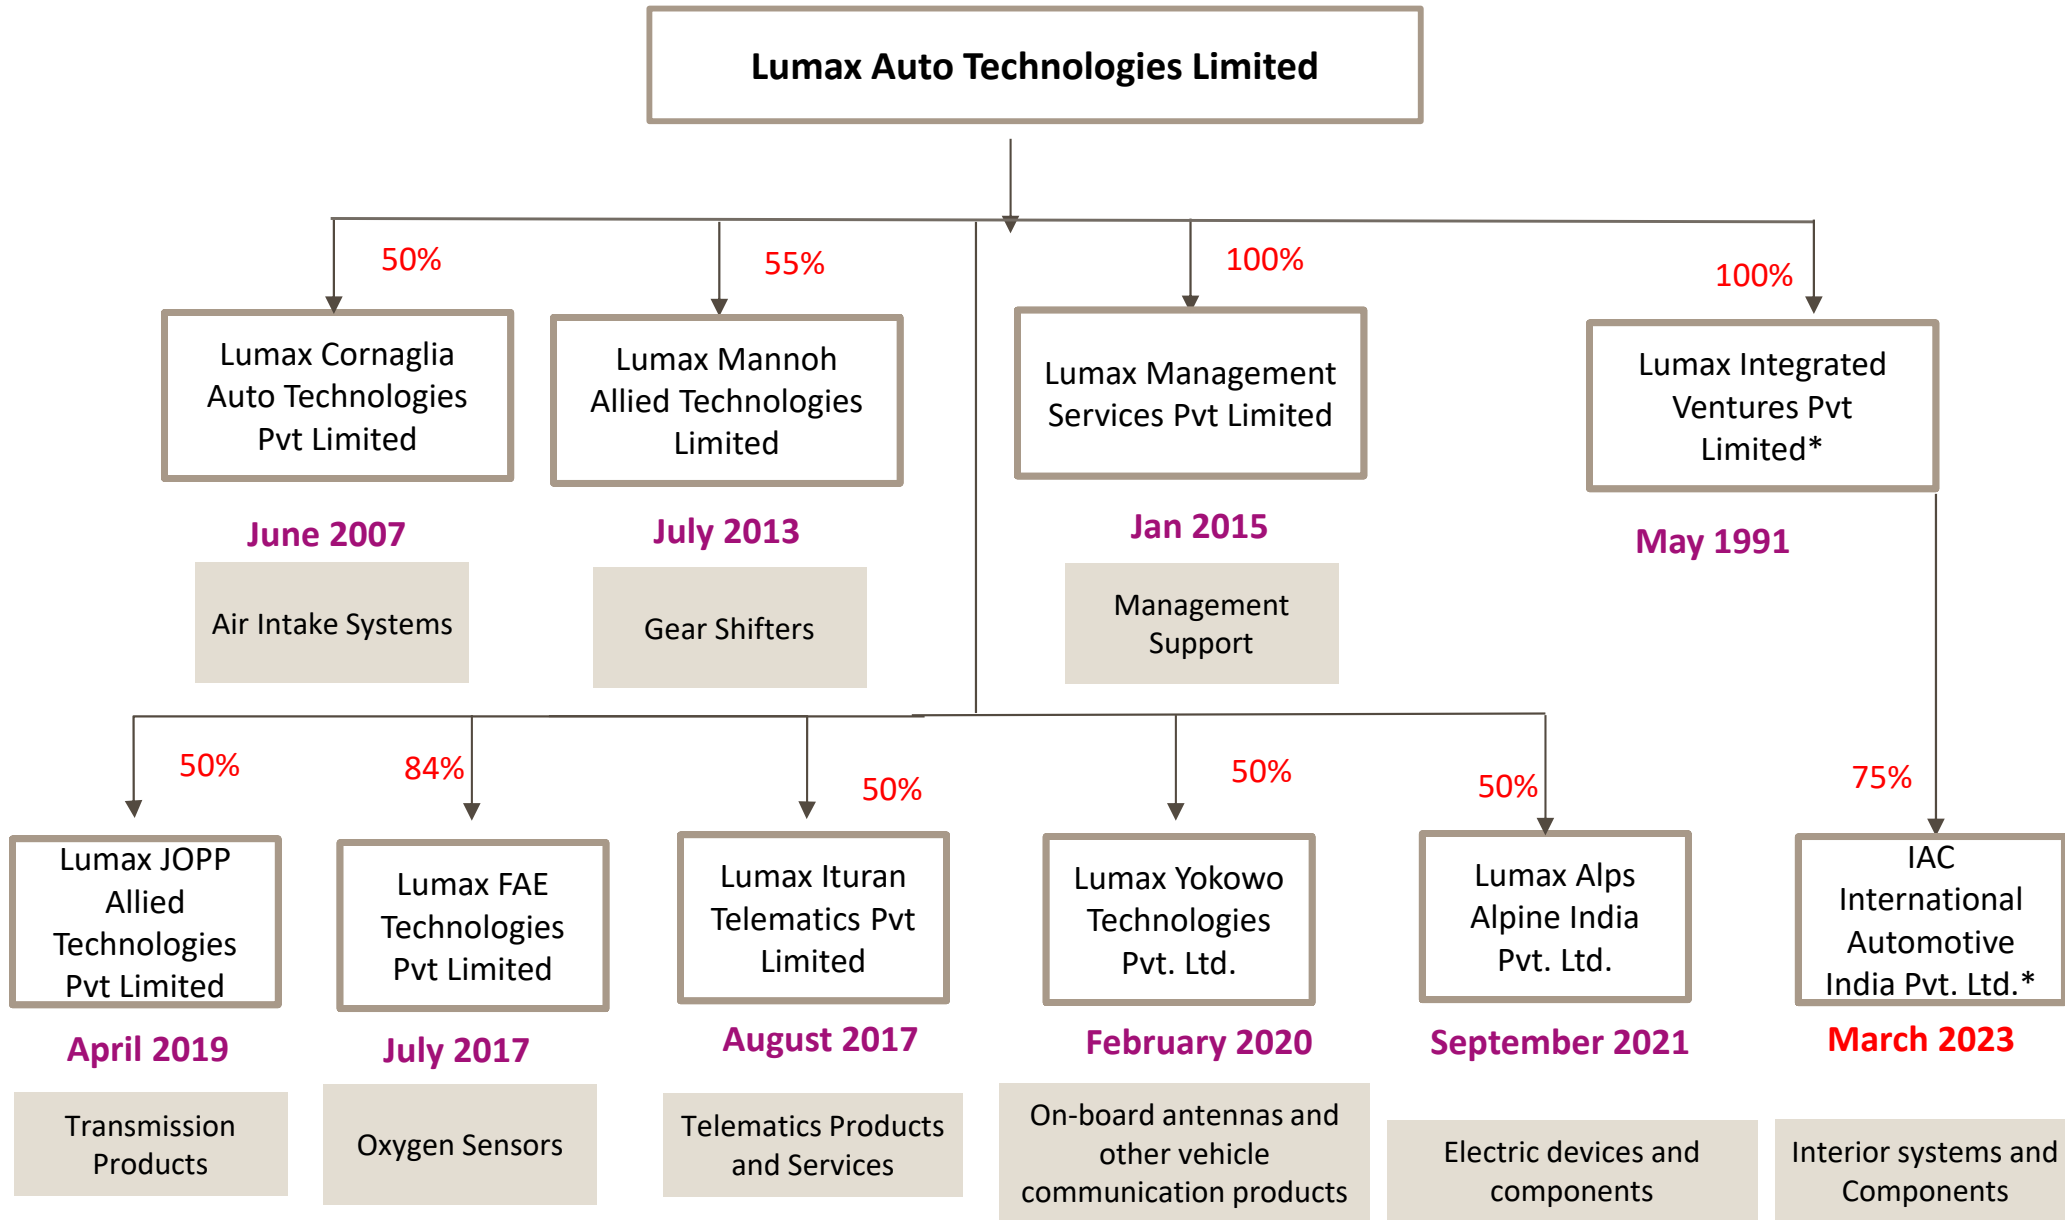 Lumax Auto Technologies Limited
50%
55%
100%
100%
Lumax Cornaglia
Auto Technologies
Pvt Limited
Lumax Mannoh
Allied Technologies
Limited
Lumax Management
Services Pvt Limited
Lumax Integrated
Ventures Pvt
Limited*
June 2007
July 2013
Jan 2015
May 1991
Air Intake Systems
Gear Shifters
Management
Support
50%
84%
50%
50%
50%
75%
Lumax JOPP
Allied
Technologies
Pvt Limited
Lumax FAE
Technologies
Pvt Limited
Lumax Ituran
Telematics Pvt
Limited
Lumax Yokowo
Technologies
Pvt. Ltd.
Lumax Alps
Alpine India
Pvt. Ltd.
IAC
International
Automotive
India Pvt. Ltd.*
April 2019
July 2017
August 2017
February 2020
September 2021
March 2023
Transmission
Products
Oxygen Sensors
Telematics Products
and Services
On-board antennas and
other vehicle
communication products
Electric devices and
components
Interior systems and
Components